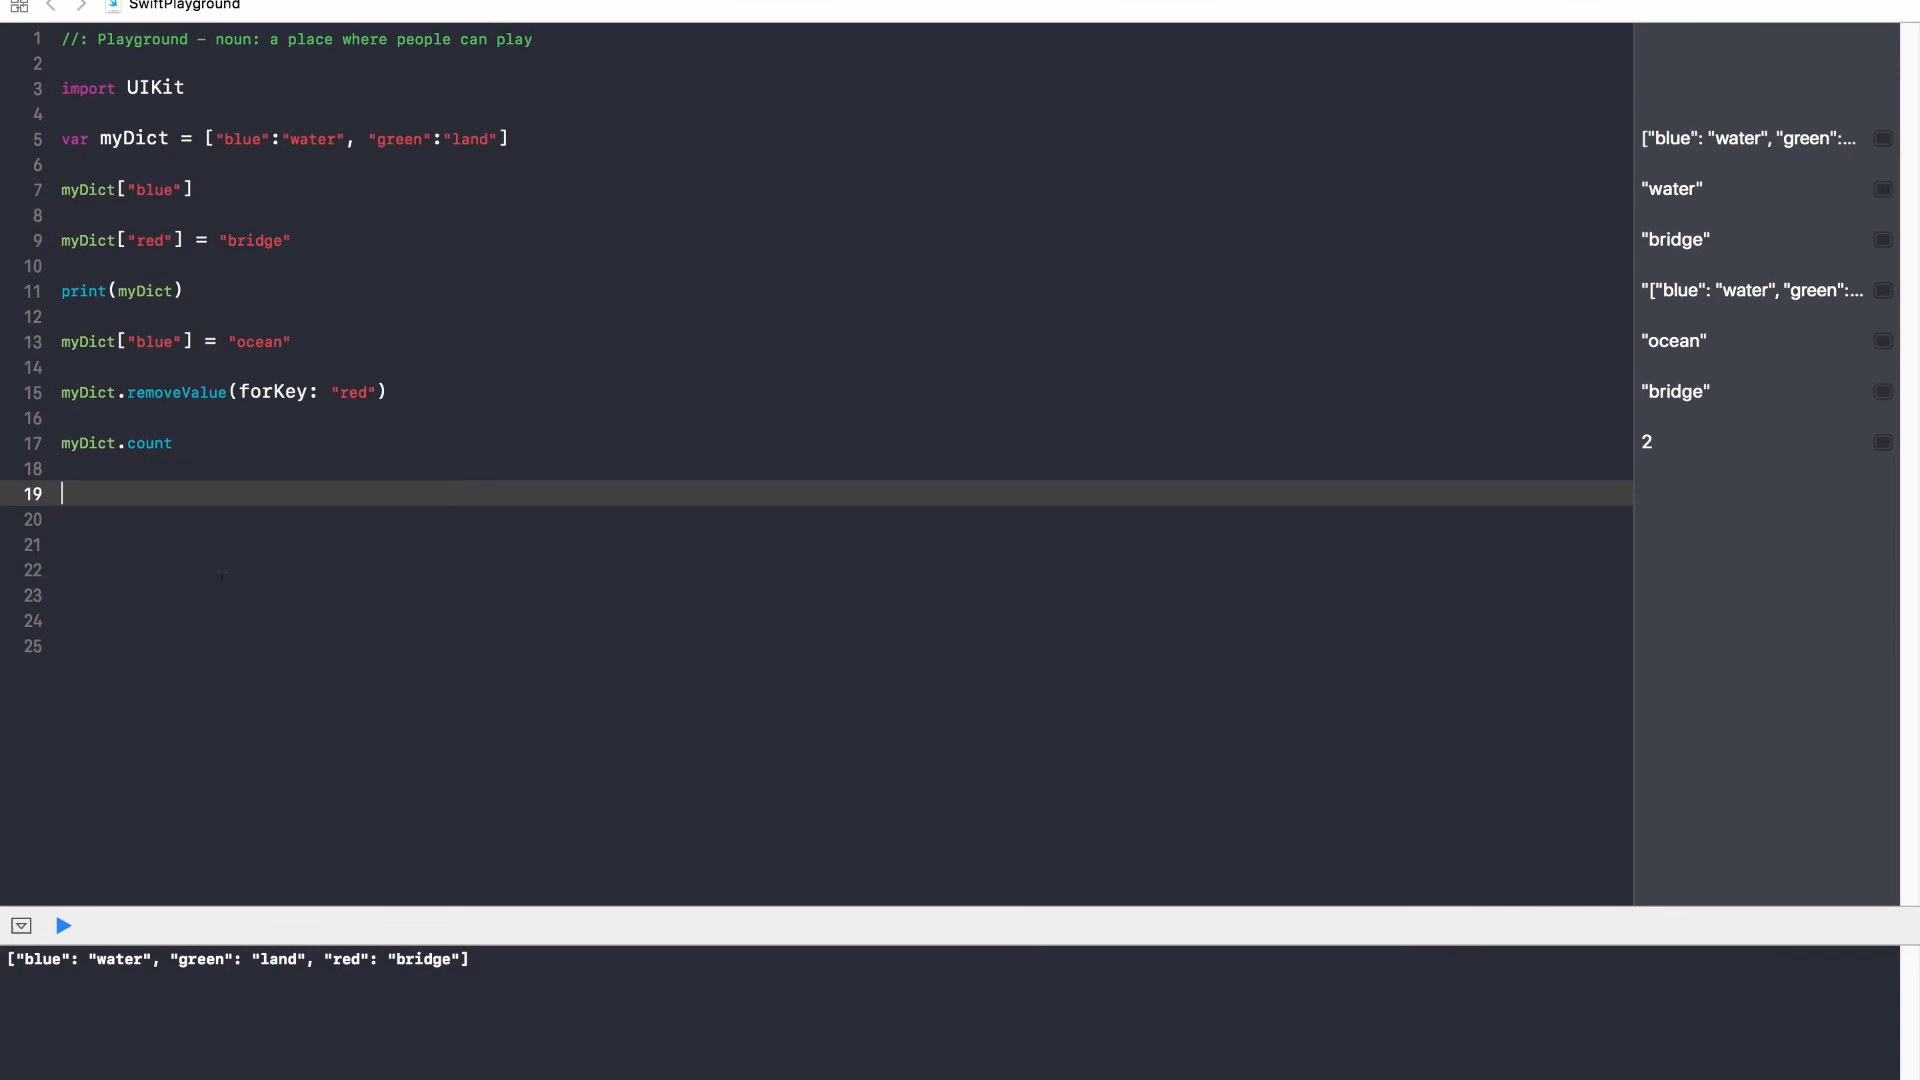 SwiftPlayground
1 //: Playground – noun: a place where people can play
2
3 import UIKit
4
5 var myDict = ["blue":"water", "green":"land"] ["blue": "water", "green":...
6
7 myDict["blue"] "water"
8
9 myDict["red"] = "bridge" "bridge"
10
11 print(myDict) "["blue": "water", "green":...
12
13 myDict["blue"] = "ocean" "ocean"
14
15 myDict.removeValue(forKey: "red") "bridge"
16
17 myDict.count 2
18
19
20
21
22
23
24
25
["blue": "water", "green": "land", "red": "bridge"]